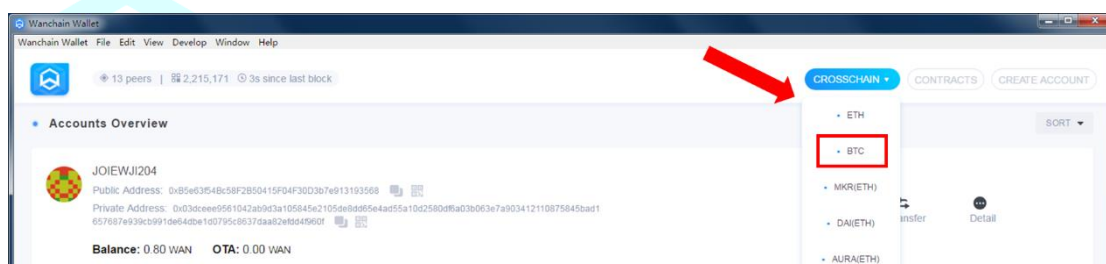 Wanchain Wallet
Wanchain Wallet File Edit View Develop Window Help
13 peers | 2,215,171 3s since last block
CROSSCHAIN CONTRACTS CREATE ACCOUNT
Accounts Overview
SORT
ETH
BTC
MKR(ETH)
DAI(ETH)
AURA(ETH)
JOIEWJI204
Public Address: 0xB5e63f54Bc58F2B50415F04F30D3b7e913193568
Private Address: 0x03dceee9561042ab9d3a105845e2105de8dd65e4ad55a10d2580df6a03b063e7a903412110875845bad1
657687e939cb991de64dbe1d0795c8637daa82efdd4f960f
Balance: 0.80 WAN OTA: 0.00 WAN
Detail